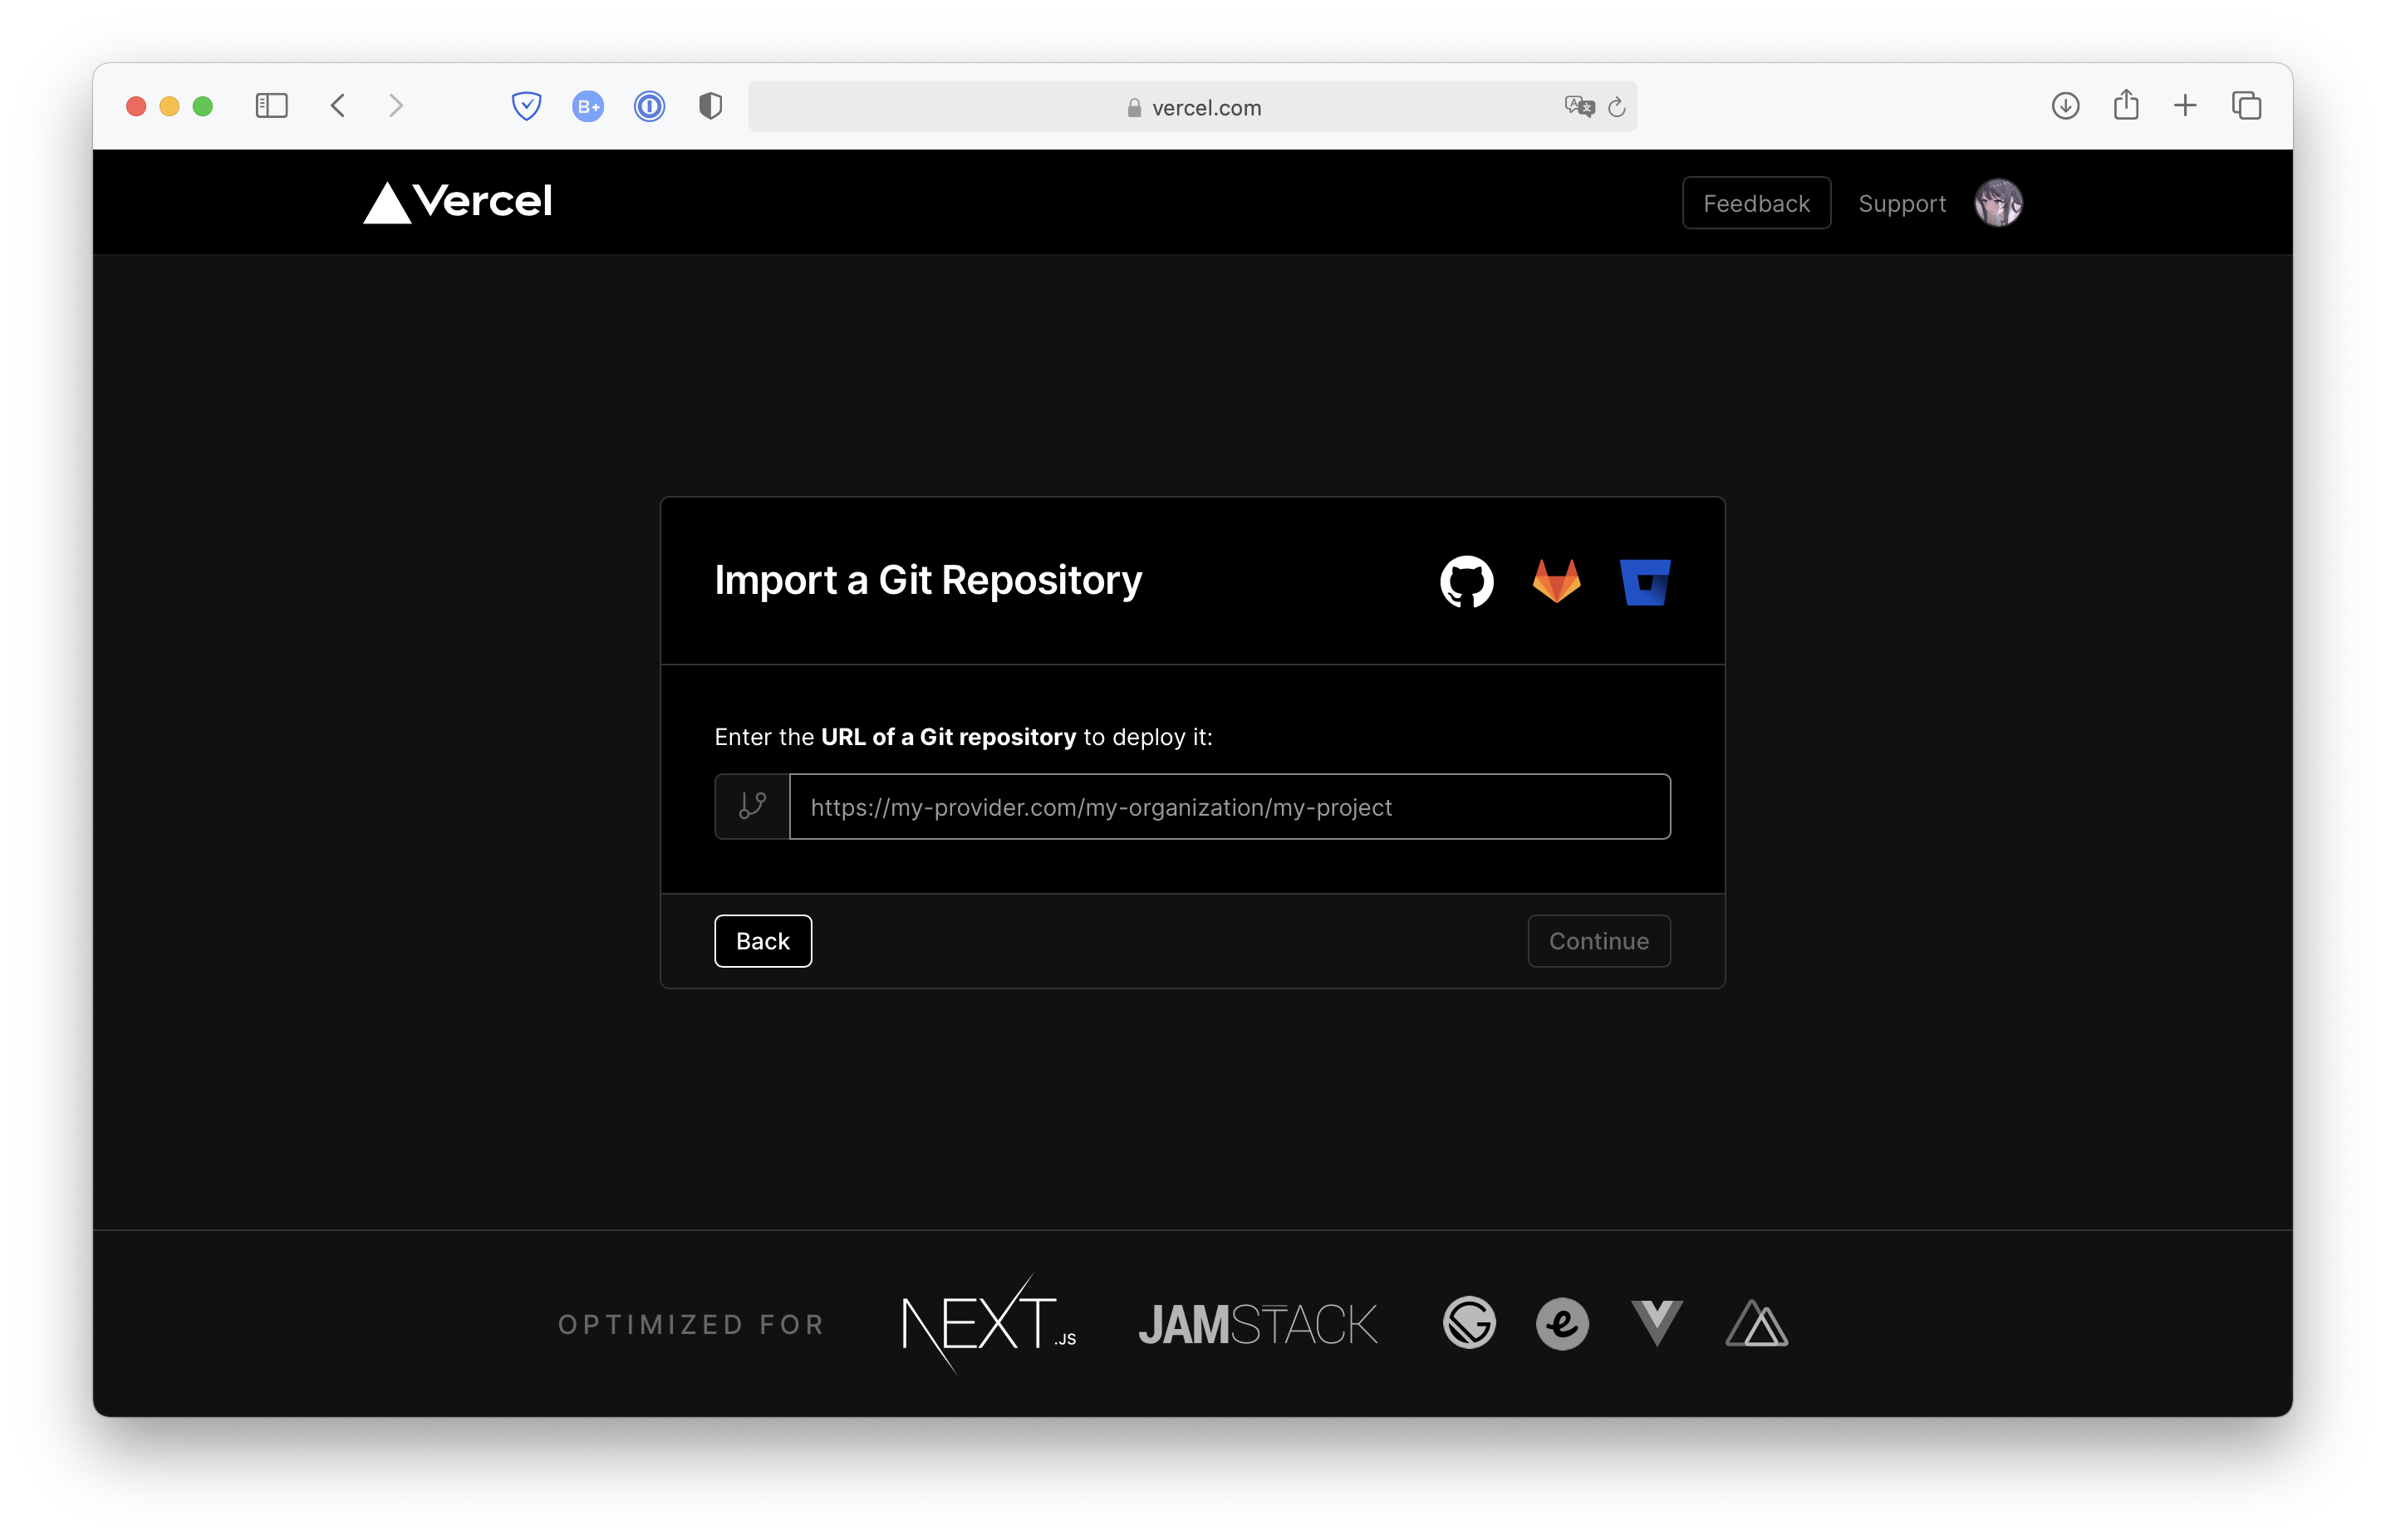 B+
vercel.com
Vercel
Feedback
Support
Import a Git Repository
Enter the URL of a Git repository to deploy it:
https://my-provider.com/my-organization/my-project
Back
Continue
OPTIMIZED FOR
NEXT.JS
JAMSTACK